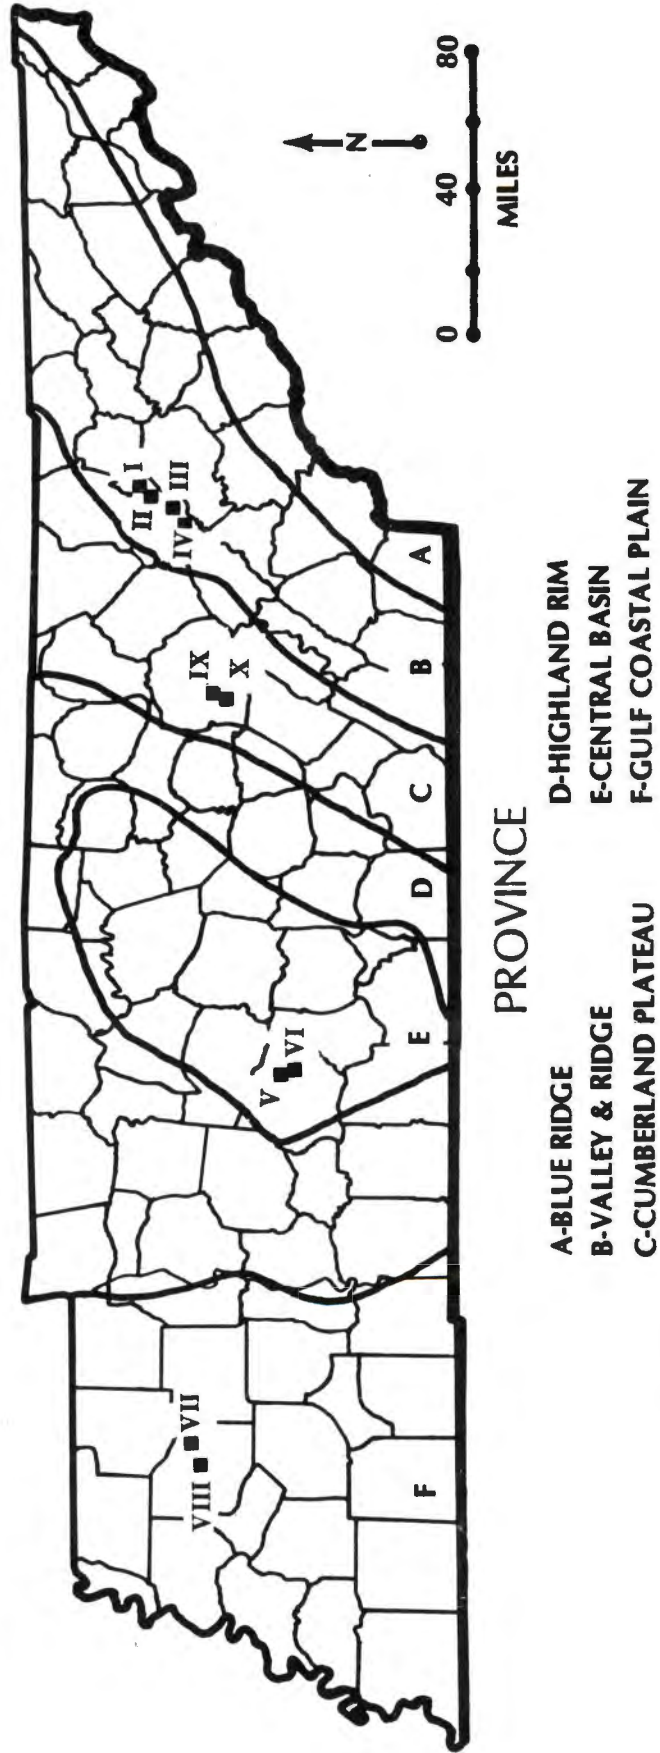 I
II
III
IV
IX
X
V
VI
VII
VIII
A
B
C
D
E
F
N
0 40 80
MILES
PROVINCE
A-BLUE RIDGE
B-VALLEY & RIDGE
C-CUMBERLAND PLATEAU
D-HIGHLAND RIM
E-CENTRAL BASIN
F-GULF COASTAL PLAIN